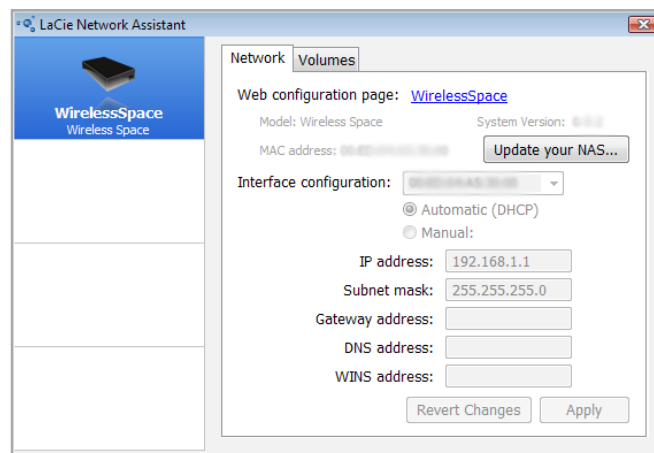 LaCie Network Assistant
WirelessSpace
Wireless Space
Network Volumes
Web configuration page: WirelessSpace
Model: Wireless Space System Version:
MAC address: Update your NAS...
Interface configuration:
Automatic (DHCP)
Manual:
IP address: 192.168.1.1
Subnet mask: 255.255.255.0
Gateway address:
DNS address:
WINS address:
Revert Changes Apply